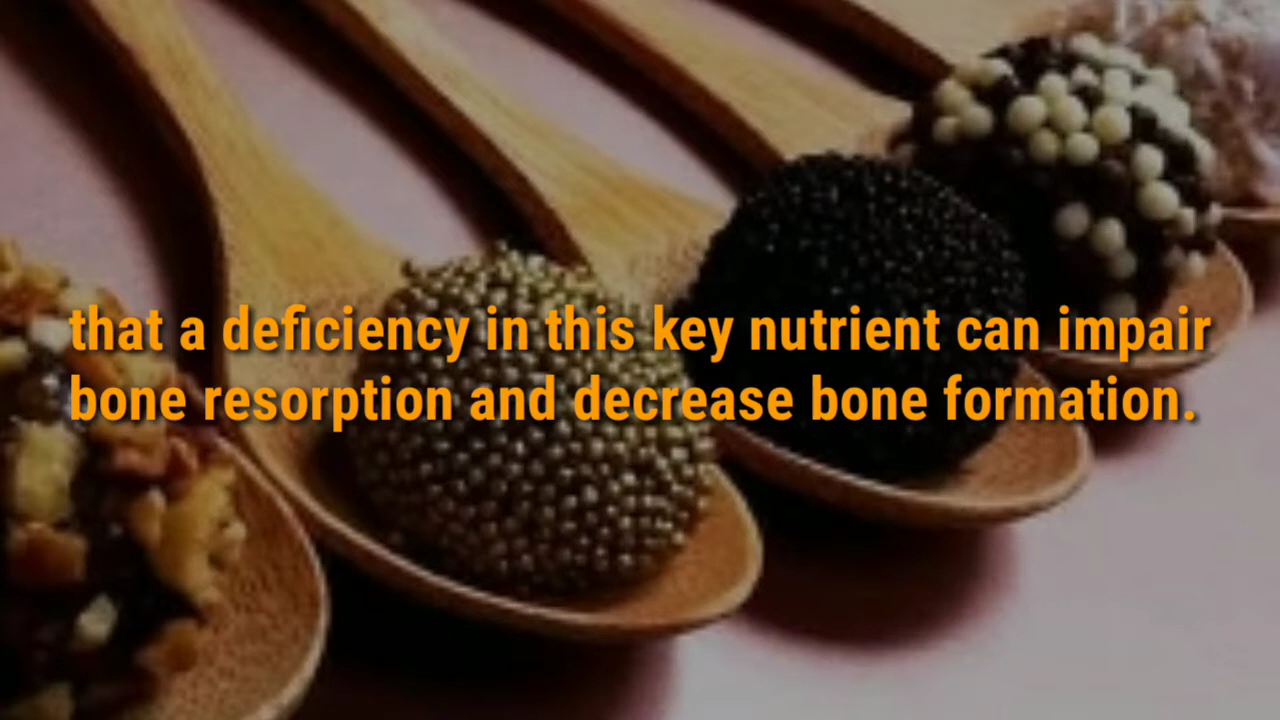 that a deficiency in this key nutrient can impair
bone resorption and decrease bone formation.